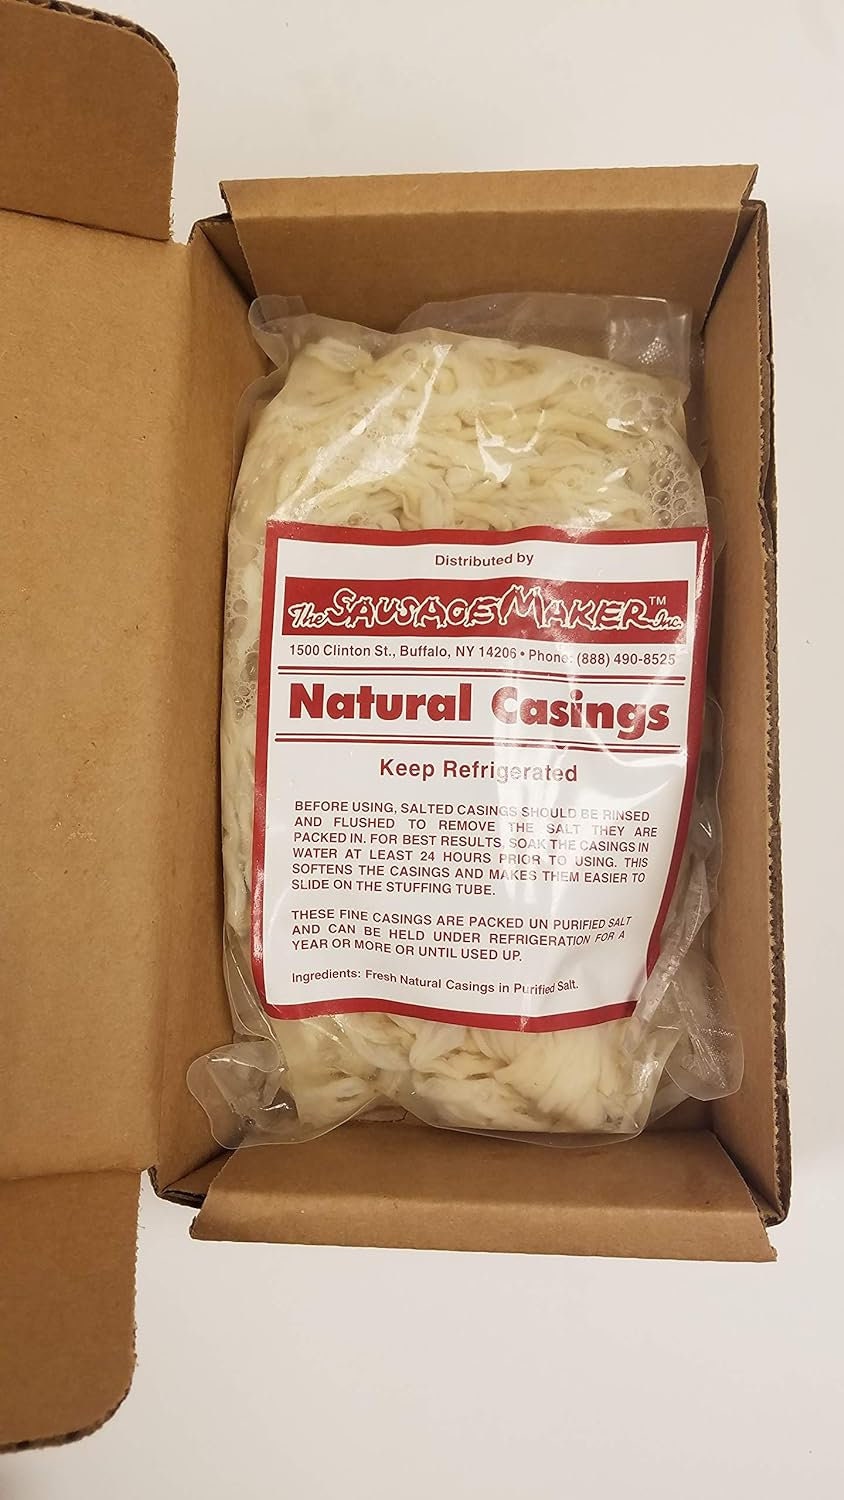 Distributed by
The SAUSAGE MAKER Inc.™
1500 Clinton St., Buffalo, NY 14206 • Phone: (888) 490-8525
Natural Casings
Keep Refrigerated
BEFORE USING, SALTED CASINGS SHOULD BE RINSED
AND FLUSHED TO REMOVE THE SALT THEY ARE
PACKED IN. FOR BEST RESULTS, SOAK THE CASINGS IN
WATER AT LEAST 24 HOURS PRIOR TO USING. THIS
SOFTENS THE CASINGS AND MAKES THEM EASIER TO
SLIDE ON THE STUFFING TUBE.
THESE FINE CASINGS ARE PACKED UN PURIFIED SALT
AND CAN BE HELD UNDER REFRIGERATION FOR A
YEAR OR MORE OR UNTIL USED UP.
Ingredients: Fresh Natural Casings in Purified Salt.